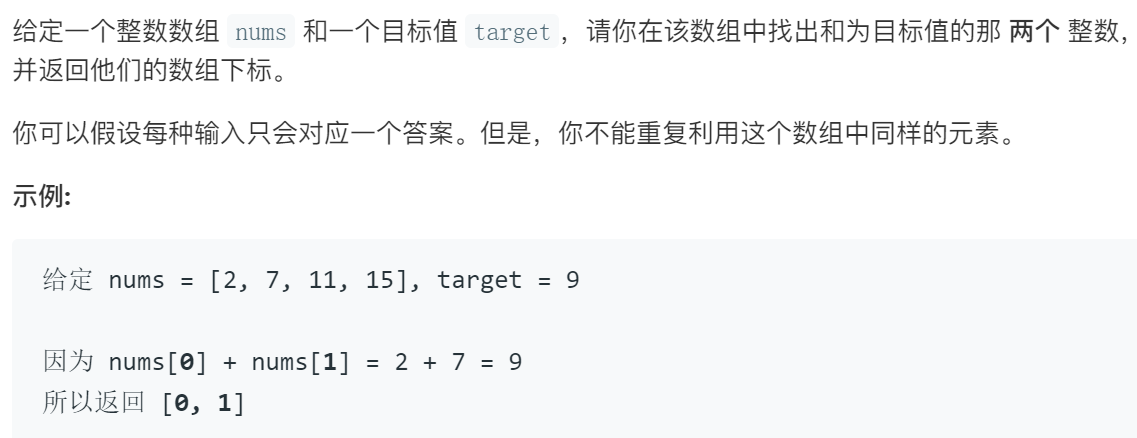 给定一个整数数组 nums 和一个目标值 target，请你在该数组中找出和为目标值的那 两个 整数，
并返回他们的数组下标。
你可以假设每种输入只会对应一个答案。但是，你不能重复利用这个数组中同样的元素。
示例:
给定 nums = [2, 7, 11, 15], target = 9
因为 nums[0] + nums[1] = 2 + 7 = 9
所以返回 [0, 1]